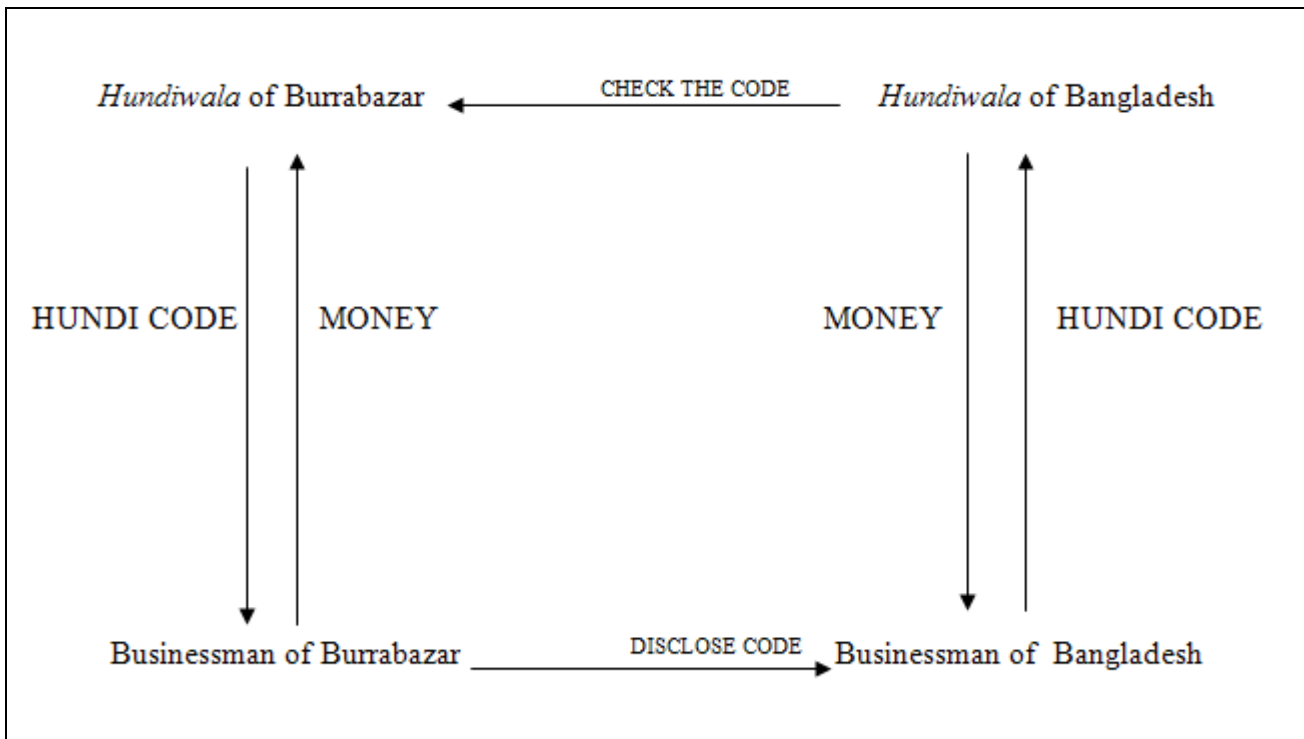 Hundiwala of Burrabazar CHECK THE CODE Hundiwala of Bangladesh
HUNDI CODE MONEY MONEY HUNDI CODE
Businessman of Burrabazar DISCLOSE CODE Businessman of Bangladesh